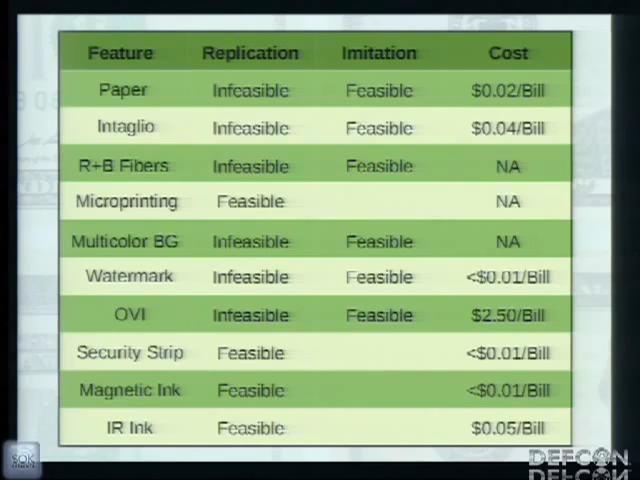 Feature Replication Imitation Cost
Paper Infeasible Feasible $0.02/Bill
Intaglio Infeasible Feasible $0.04/Bill
R+B Fibers Infeasible Feasible NA
Microprinting Feasible NA
Multicolor BG Infeasible Feasible NA
Watermark Infeasible Feasible <$0.01/Bill
OVI Infeasible Feasible $2.50/Bill
Security Strip Feasible <$0.01/Bill
Magnetic Ink Feasible <$0.01/Bill
IR Ink Feasible $0.05/Bill
DEFCON